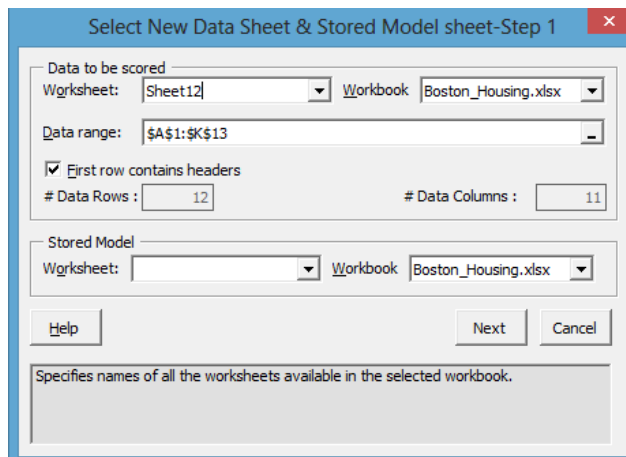 Select New Data Sheet & Stored Model sheet-Step 1 ×
Data to be scored
Worksheet: Sheet12 Workbook Boston_Housing.xlsx
Data range: $A$1:$K$13
First row contains headers
# Data Rows : 12 # Data Columns : 11
Stored Model
Worksheet: Workbook Boston_Housing.xlsx
Help Next Cancel
Specifies names of all the worksheets available in the selected workbook.